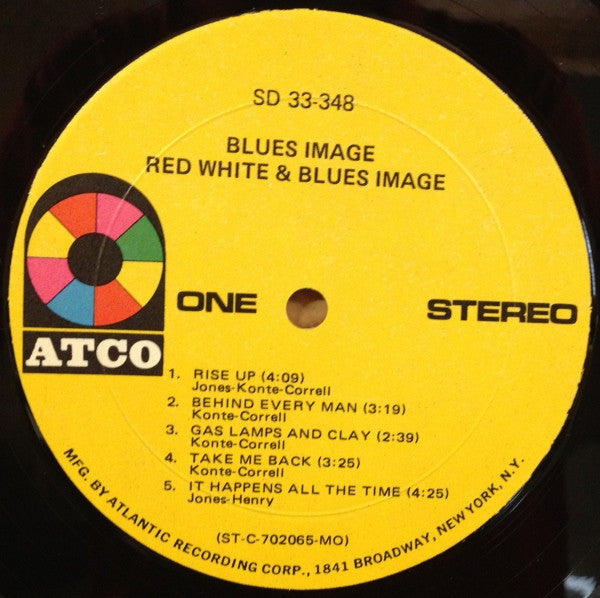 SD 33-348
BLUES IMAGE
RED WHITE & BLUES IMAGE
ONE
STEREO
ATCO
1. RISE UP (4:09)
Jones-Konte-Correll
2. BEHIND EVERY MAN (3:19)
Konte-Correll
3. GAS LAMPS AND CLAY (2:39)
Konte-Correll
4. TAKE ME BACK (3:25)
Konte-Correll
5. IT HAPPENS ALL THE TIME (4:25)
Jones-Henry
(ST-C-702065-MO)
MFG. BY ATLANTIC RECORDING CORP., 1841 BROADWAY, NEW YORK, N.Y.